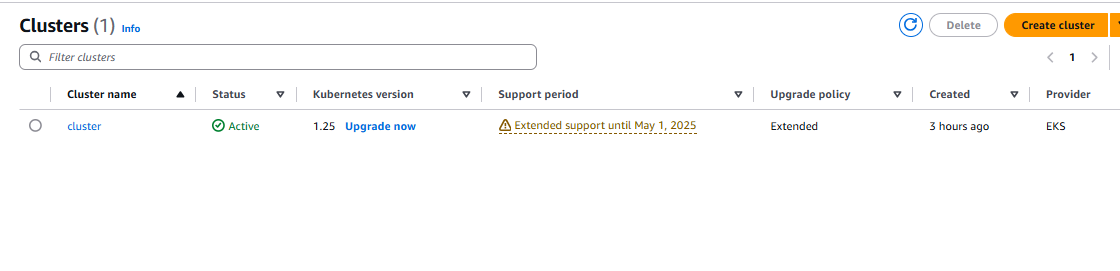 Clusters (1) Info
Delete
Create cluster
Filter clusters
1
Cluster name Status Kubernetes version Support period Upgrade policy Created Provider
cluster Active 1.25 Upgrade now Extended support until May 1, 2025 Extended 3 hours ago EKS